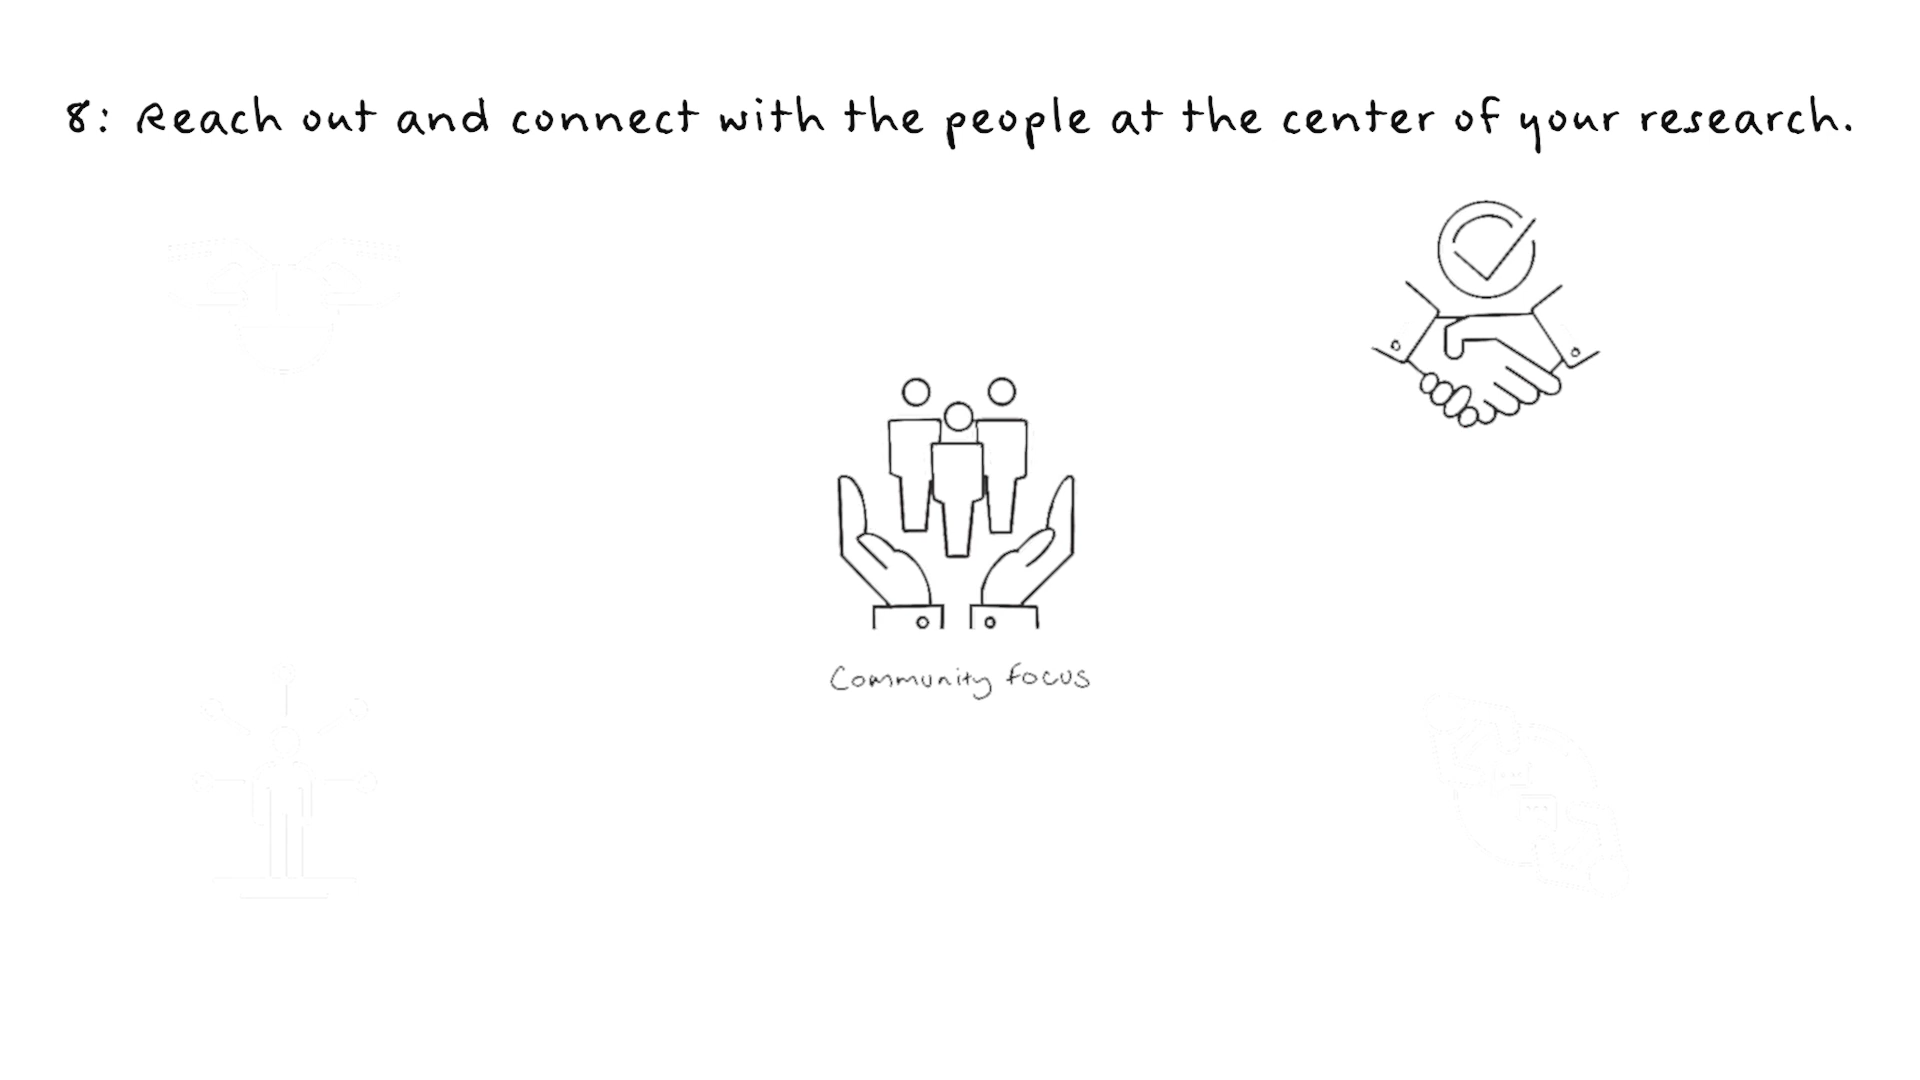 8: Reach out and connect with the people at the center of your research.
Community focus